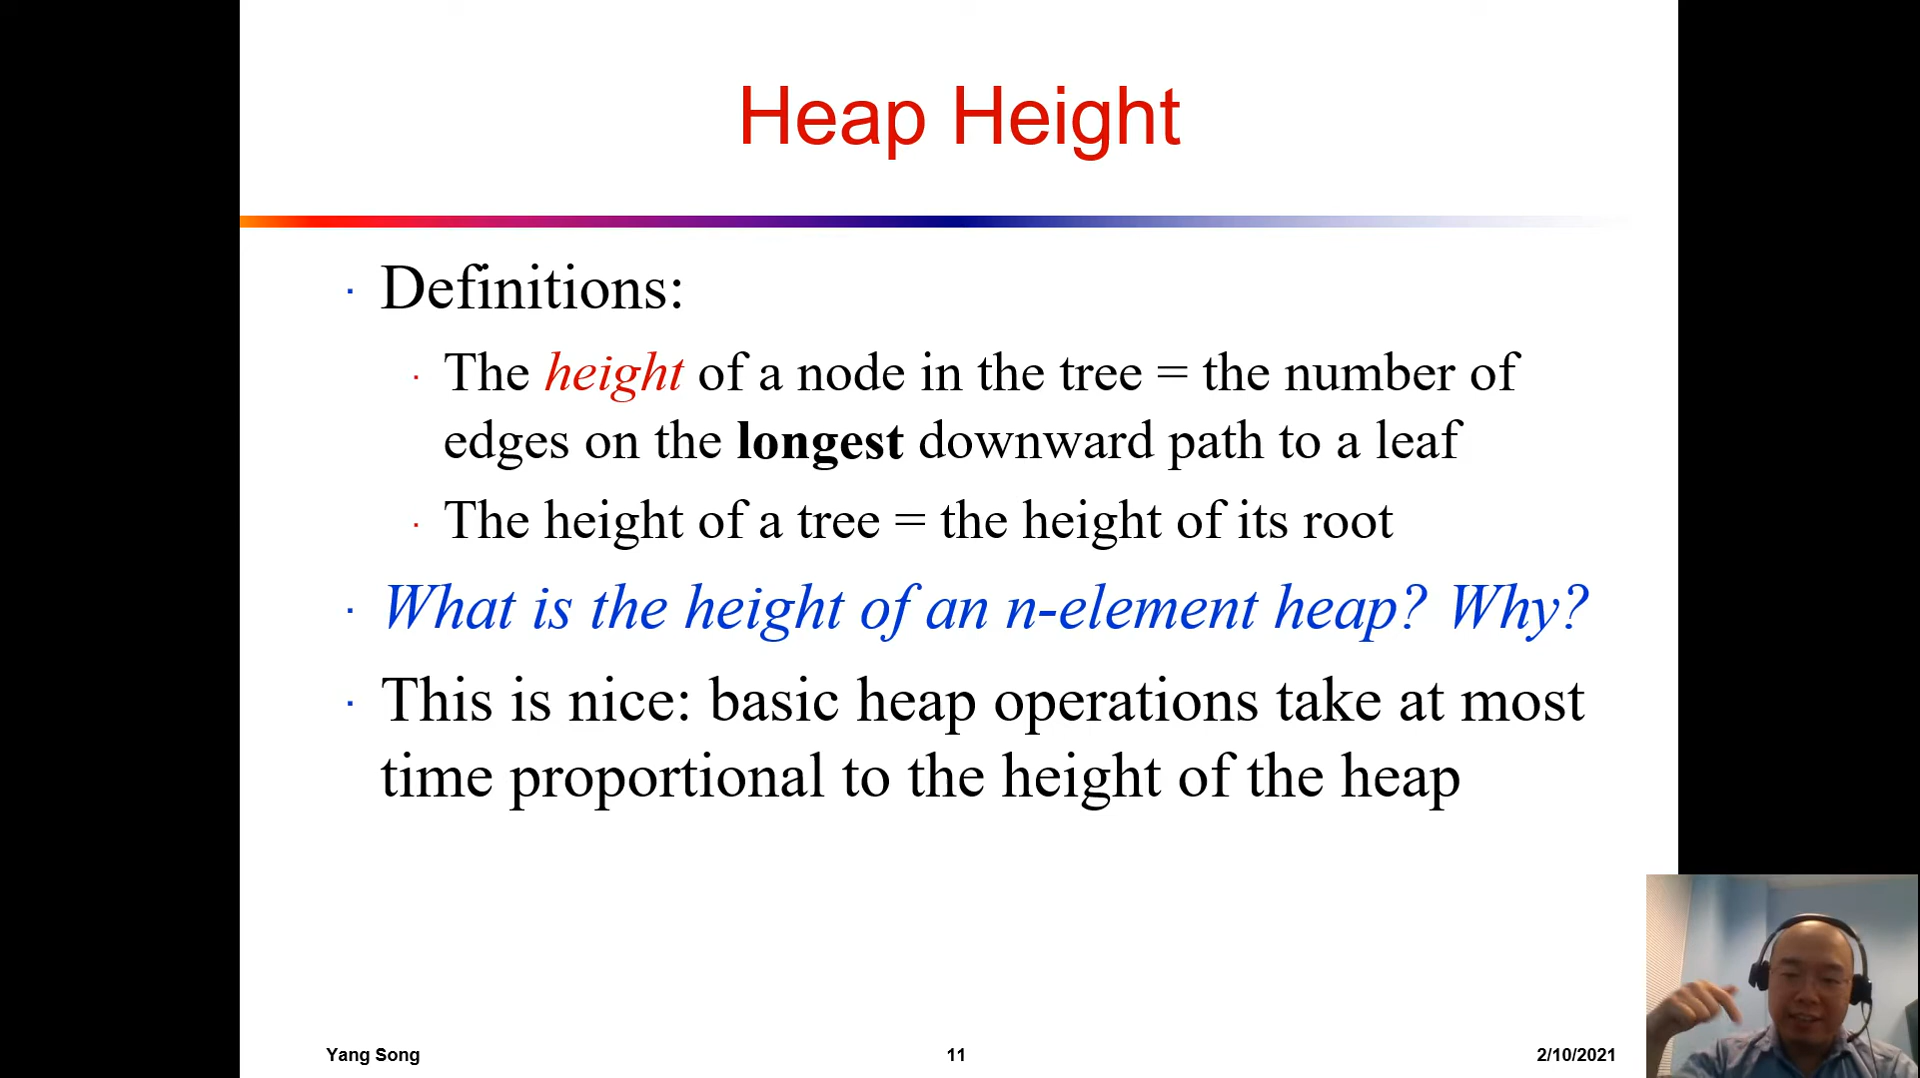 Heap Height
· Definitions:
· The height of a node in the tree = the number of
edges on the longest downward path to a leaf
· The height of a tree = the height of its root
· What is the height of an n-element heap? Why?
· This is nice: basic heap operations take at most
time proportional to the height of the heap
Yang Song
11
2/10/2021